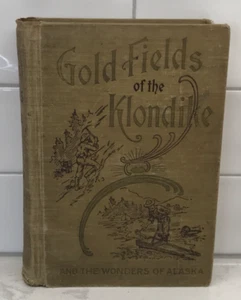 Gold Fields
of the
Klondike
AND THE WONDERS OF ALASKA